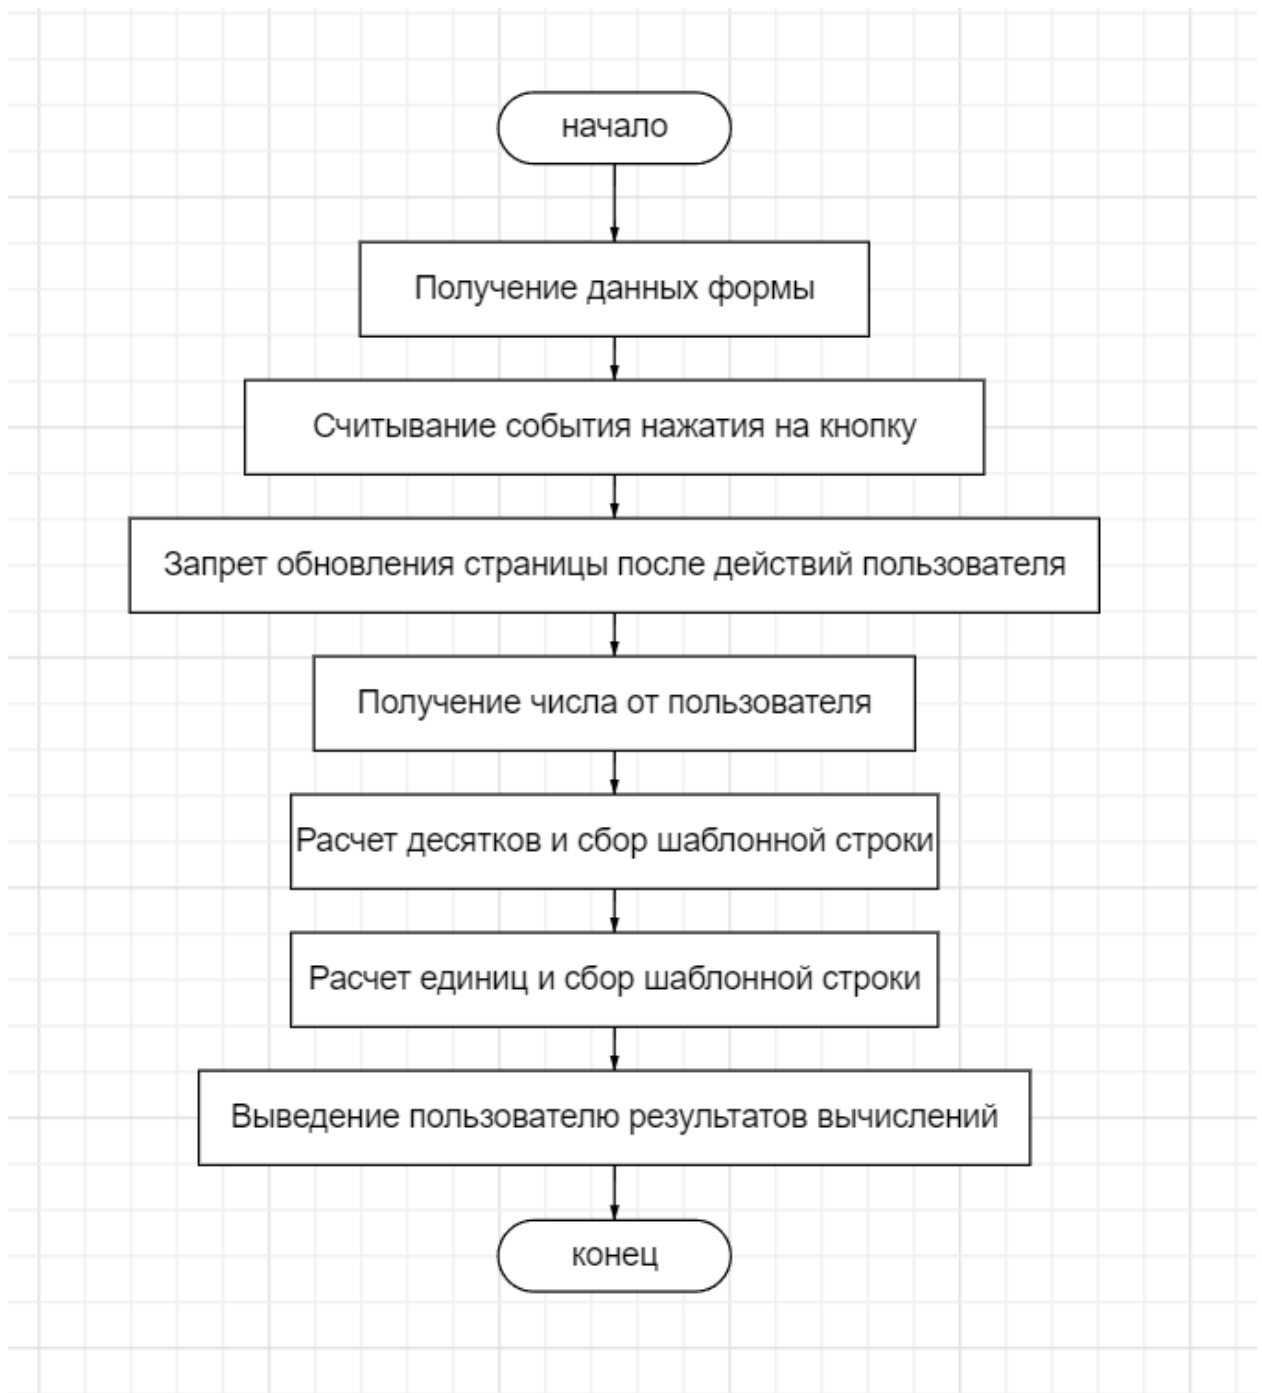 начало
Получение данных формы
Считывание события нажатия на кнопку
Запрет обновления страницы после действий пользователя
Получение числа от пользователя
Расчет десятков и сбор шаблонной строки
Расчет единиц и сбор шаблонной строки
Выведение пользователю результатов вычислений
конец